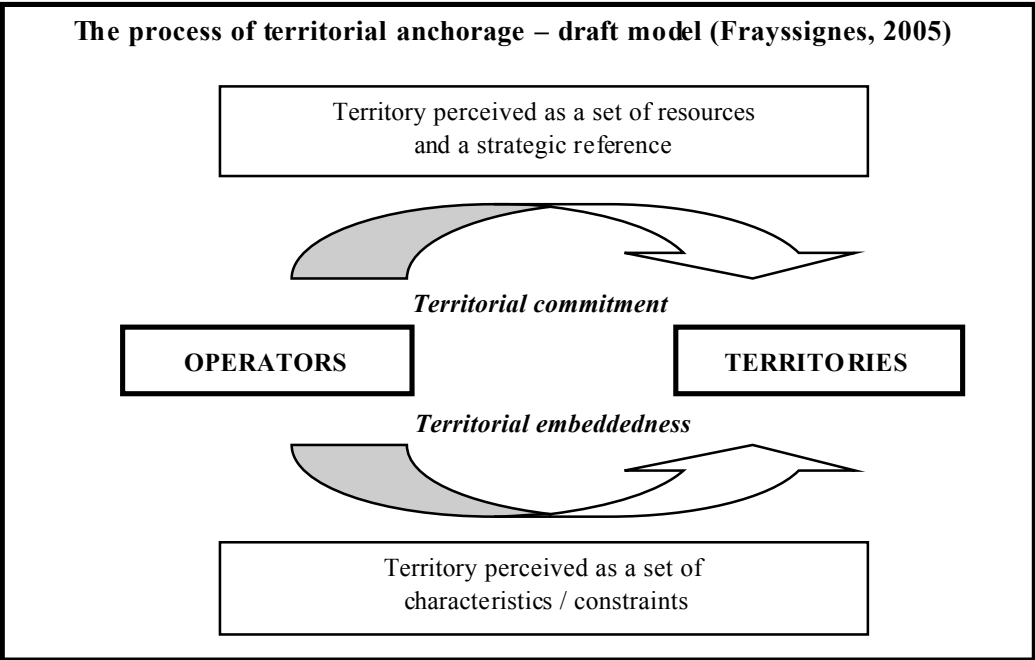 The process of territorial anchorage – draft model (Frayssignes, 2005)
Territory perceived as a set of resources
and a strategic reference
Territorial commitment
OPERATORS
TERRITORIES
Territorial embeddedness
Territory perceived as a set of
characteristics / constraints